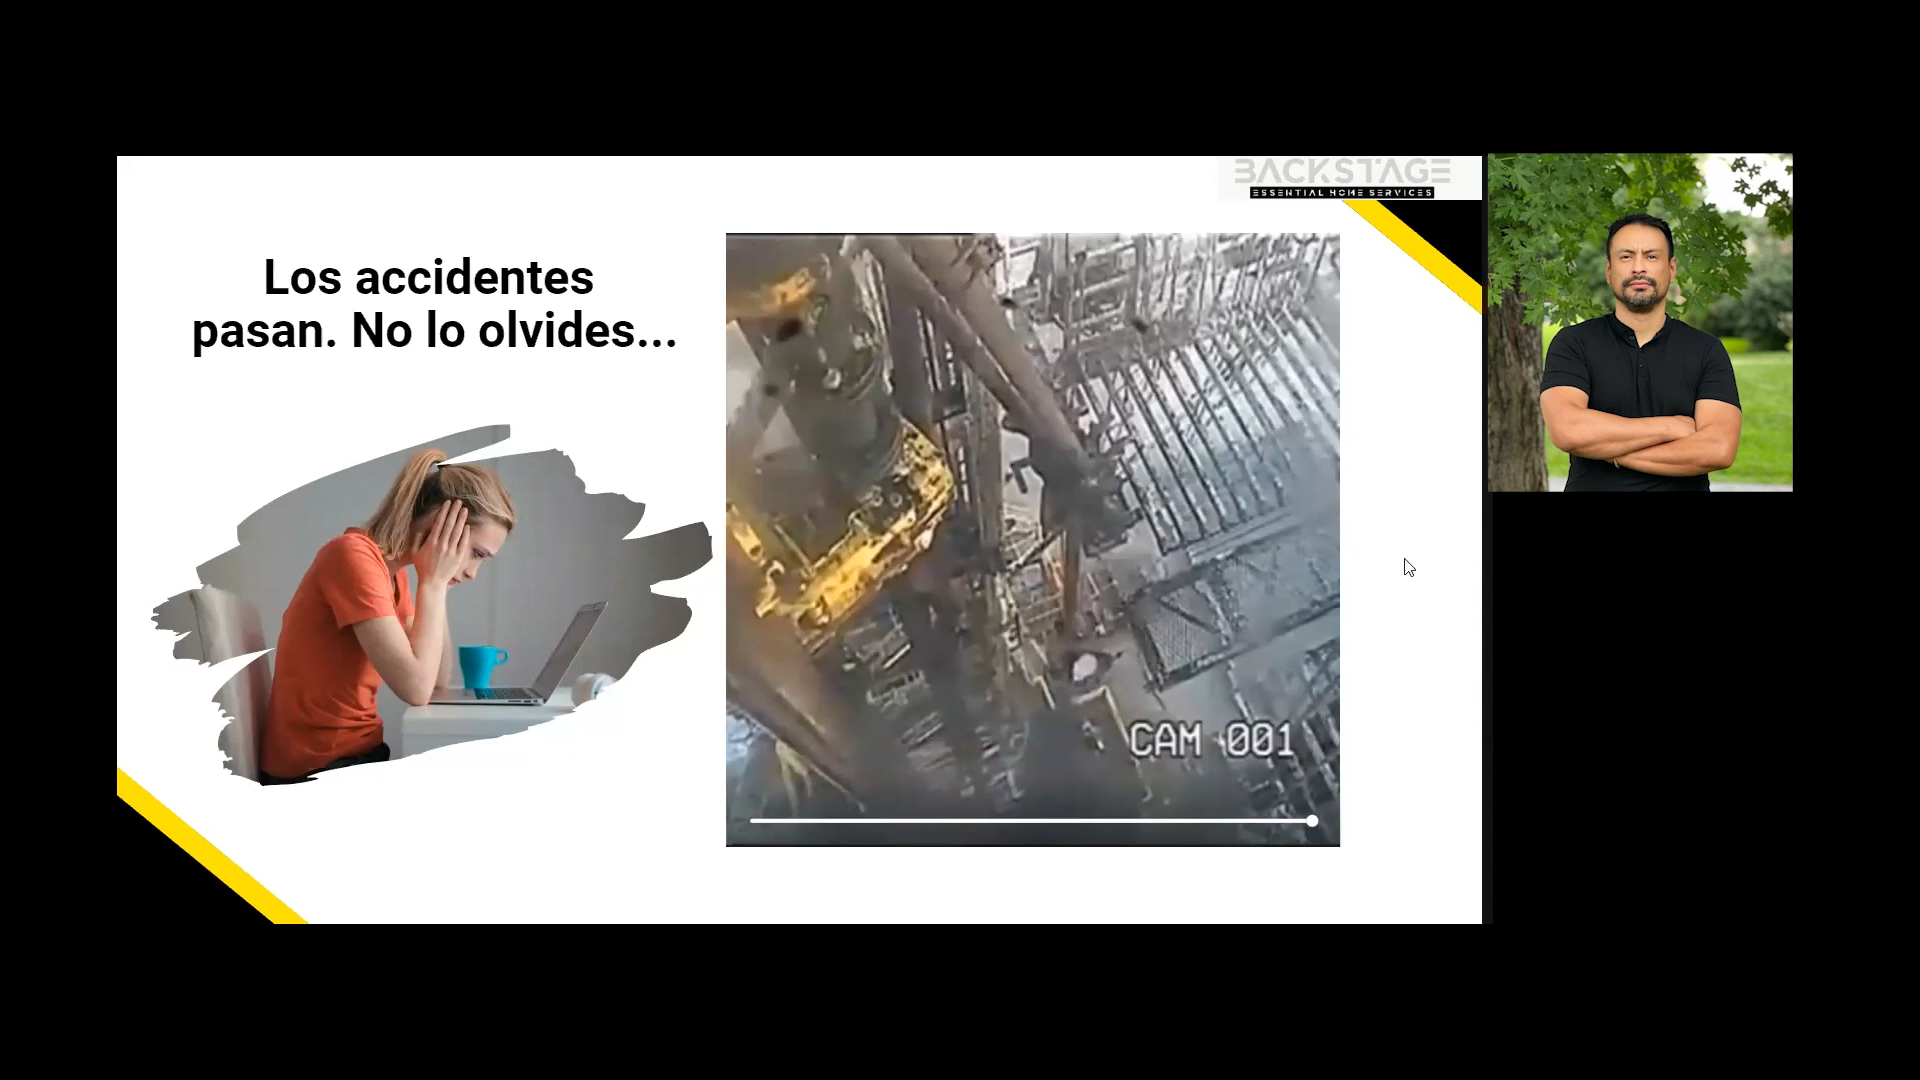 BACKSTAGE
ESSENTIAL HOME SERVICES
Los accidentes
pasan. No lo olvides...
CAM 001